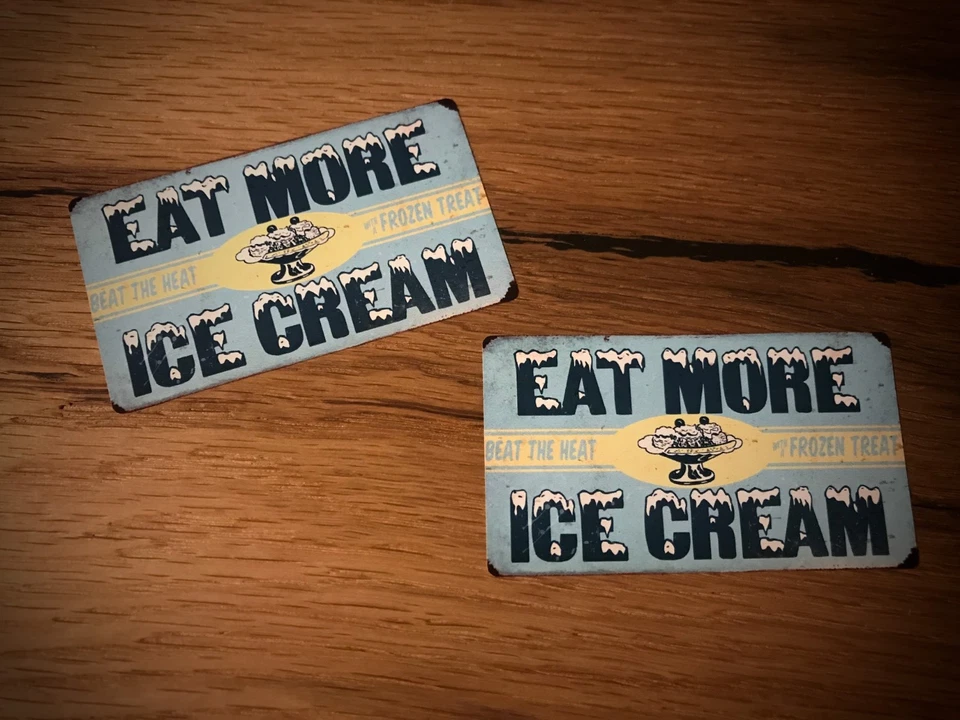 EAT MORE
BEAT THE HEAT WITH FROZEN TREAT
ICE CREAM
EAT MORE
BEAT THE HEAT WITH FROZEN TREAT
ICE CREAM